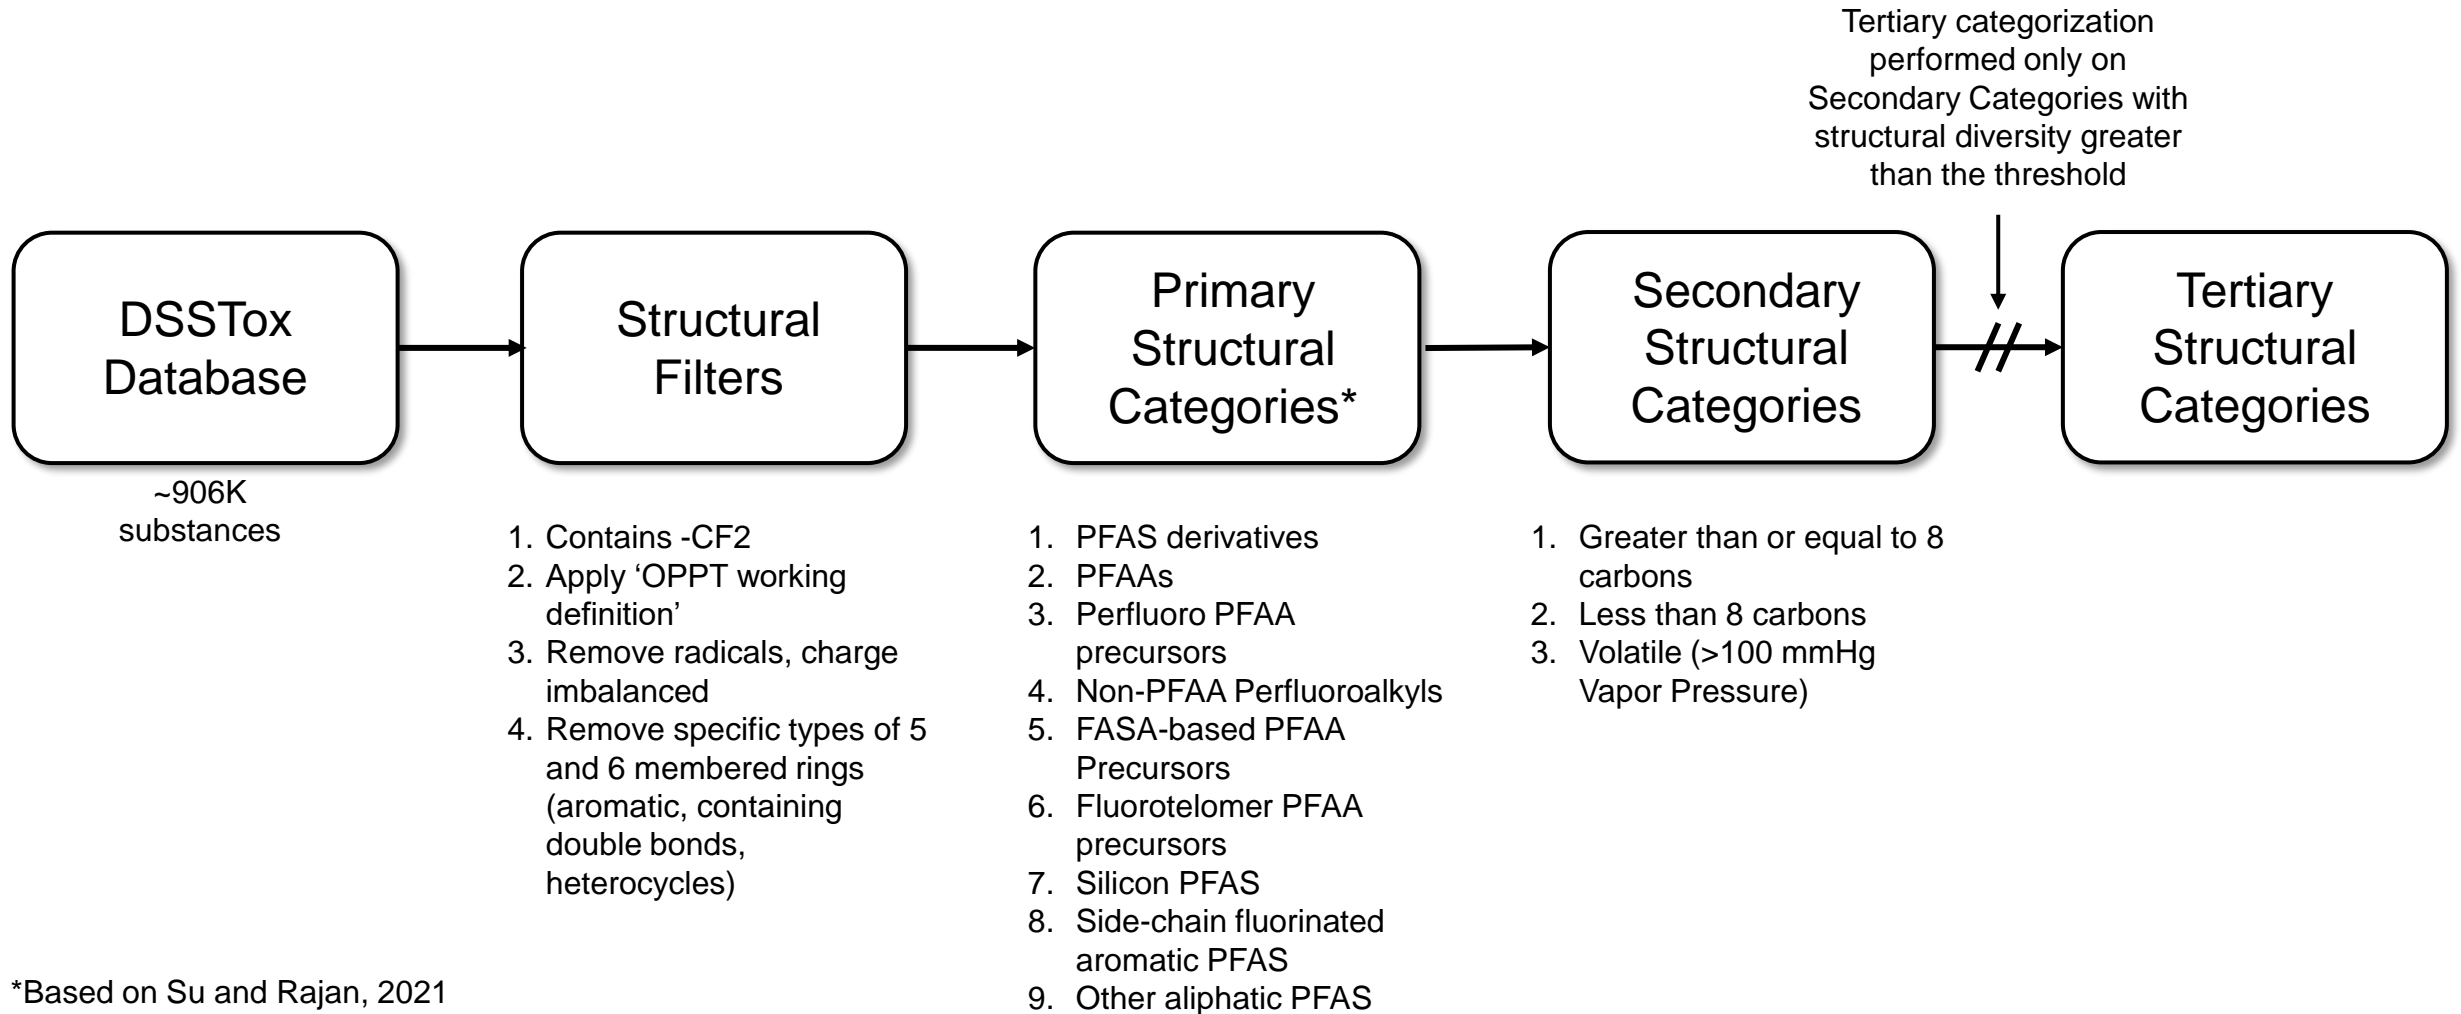 Tertiary categorization
performed only on
Secondary Categories with
structural diversity greater
than the threshold
DSSTox
Database
Structural
Filters
Primary
Structural
Categories*
Secondary
Structural
Categories
Tertiary
Structural
Categories
~906K
substances
1. Contains -CF2
2. Apply ‘OPPT working
definition’
3. Remove radicals, charge
imbalanced
4. Remove specific types of 5
and 6 membered rings
(aromatic, containing
double bonds,
heterocycles)
1. PFAS derivatives
2. PFAAs
3. Perfluoro PFAA
precursors
4. Non-PFAA Perfluoroalkyls
5. FASA-based PFAA
Precursors
6. Fluorotelomer PFAA
precursors
7. Silicon PFAS
8. Side-chain fluorinated
aromatic PFAS
9. Other aliphatic PFAS
1. Greater than or equal to 8
carbons
2. Less than 8 carbons
3. Volatile (>100 mmHg
Vapor Pressure)
*Based on Su and Rajan, 2021